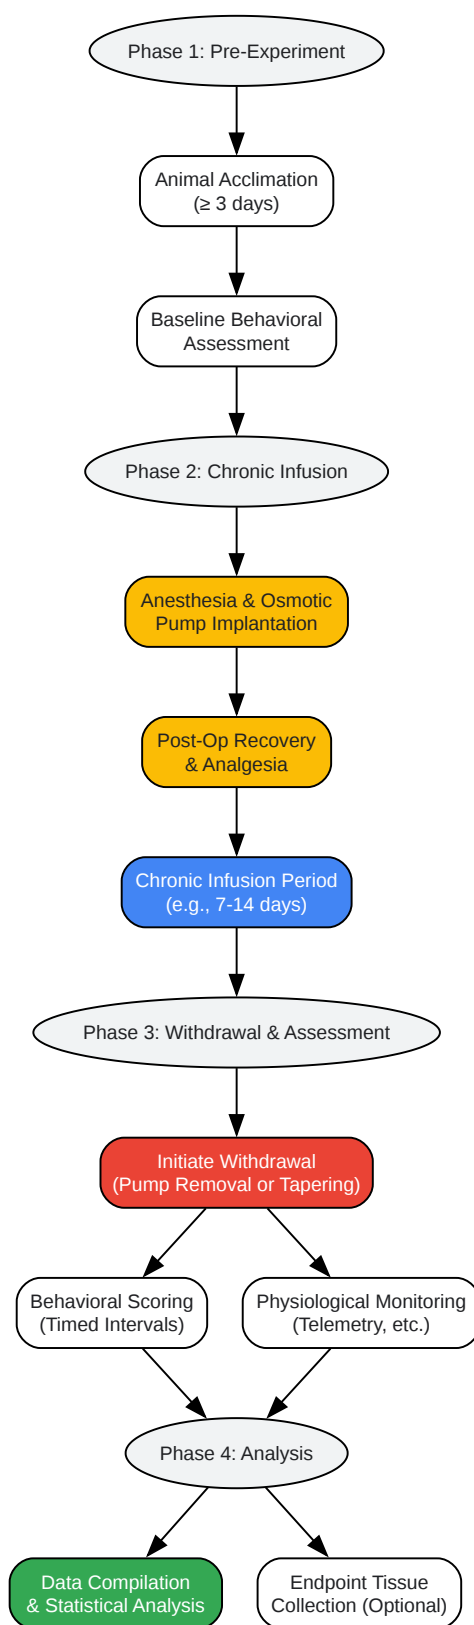 Phase 1: Pre-Experiment
Animal Acclimation
(≥ 3 days)
Baseline Behavioral
Assessment
Phase 2: Chronic Infusion
Anesthesia & Osmotic
Pump Implantation
Post-Op Recovery
& Analgesia
Chronic Infusion Period
(e.g., 7-14 days)
Phase 3: Withdrawal & Assessment
Initiate Withdrawal
(Pump Removal or Tapering)
Behavioral Scoring
(Timed Intervals)
Physiological Monitoring
(Telemetry, etc.)
Phase 4: Analysis
Data Compilation
& Statistical Analysis
Endpoint Tissue
Collection (Optional)